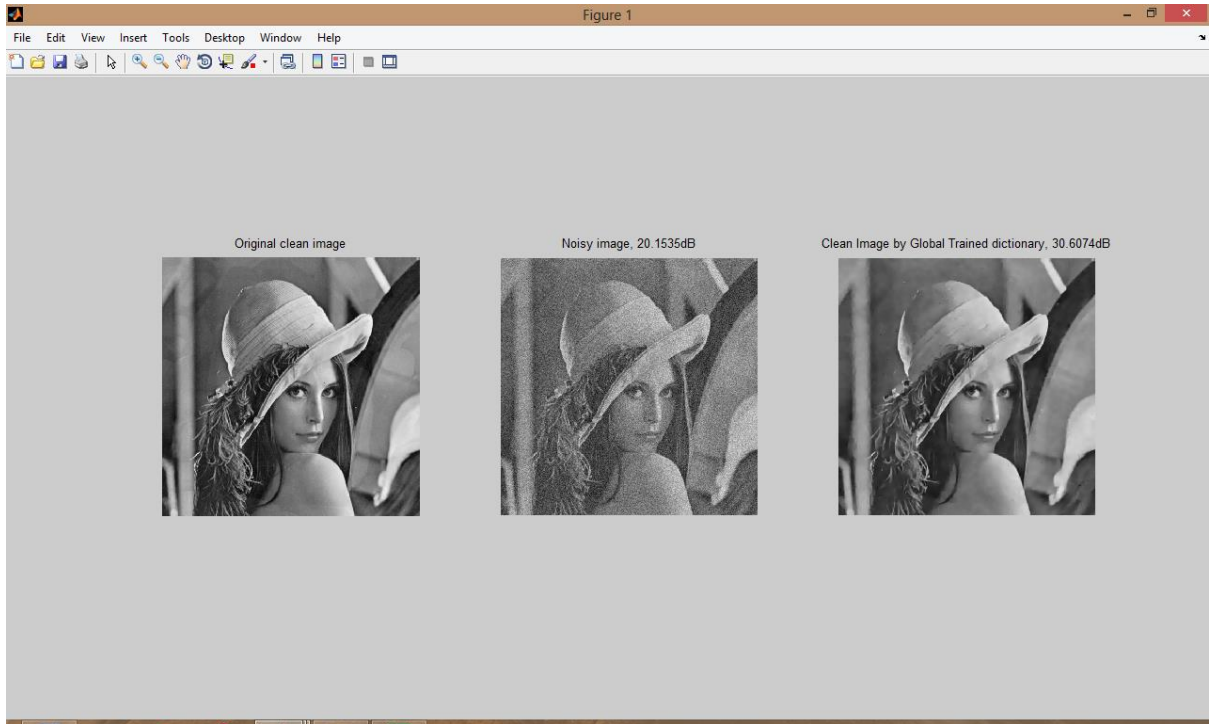 Figure 1
File Edit View Insert Tools Desktop Window Help
Original clean image
Noisy image, 20.1535dB
Clean Image by Global Trained dictionary, 30.6074dB